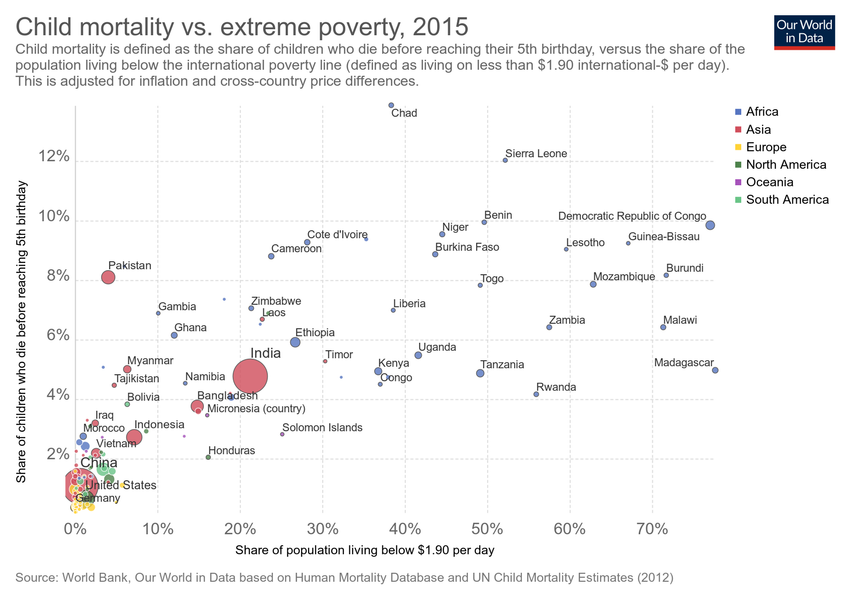 Child mortality vs. extreme poverty, 2015
Our World
in Data
Child mortality is defined as the share of children who die before reaching their 5th birthday, versus the share of the
population living below the international poverty line (defined as living on less than $1.90 international-$ per day).
This is adjusted for inflation and cross-country price differences.
Africa
Asia
Europe
North America
Oceania
South America
Share of children who die before reaching 5th birthday
12%
10%
8%
6%
4%
2%
Chad
Sierra Leone
Benin
Democratic Republic of Congo
Niger
Cote d'Ivoire
Guinea-Bissau
Cameroon
Burkina Faso
Lesotho
Pakistan
Burundi
Togo
Mozambique
Gambia
Zimbabwe
Liberia
Laos
Ghana
Zambia
Malawi
Ethiopia
Uganda
India
Timor
Myanmar
Kenya
Tanzania
Madagascar
Tajikistan
Namibia
Congo
Rwanda
Bolivia
Bangladesh
Micronesia (country)
Iraq
Morocco
Indonesia
Solomon Islands
Vietnam
Honduras
China
United States
Germany
0%
10%
20%
30%
40%
50%
60%
70%
Share of population living below $1.90 per day
Source: World Bank, Our World in Data based on Human Mortality Database and UN Child Mortality Estimates (2012)